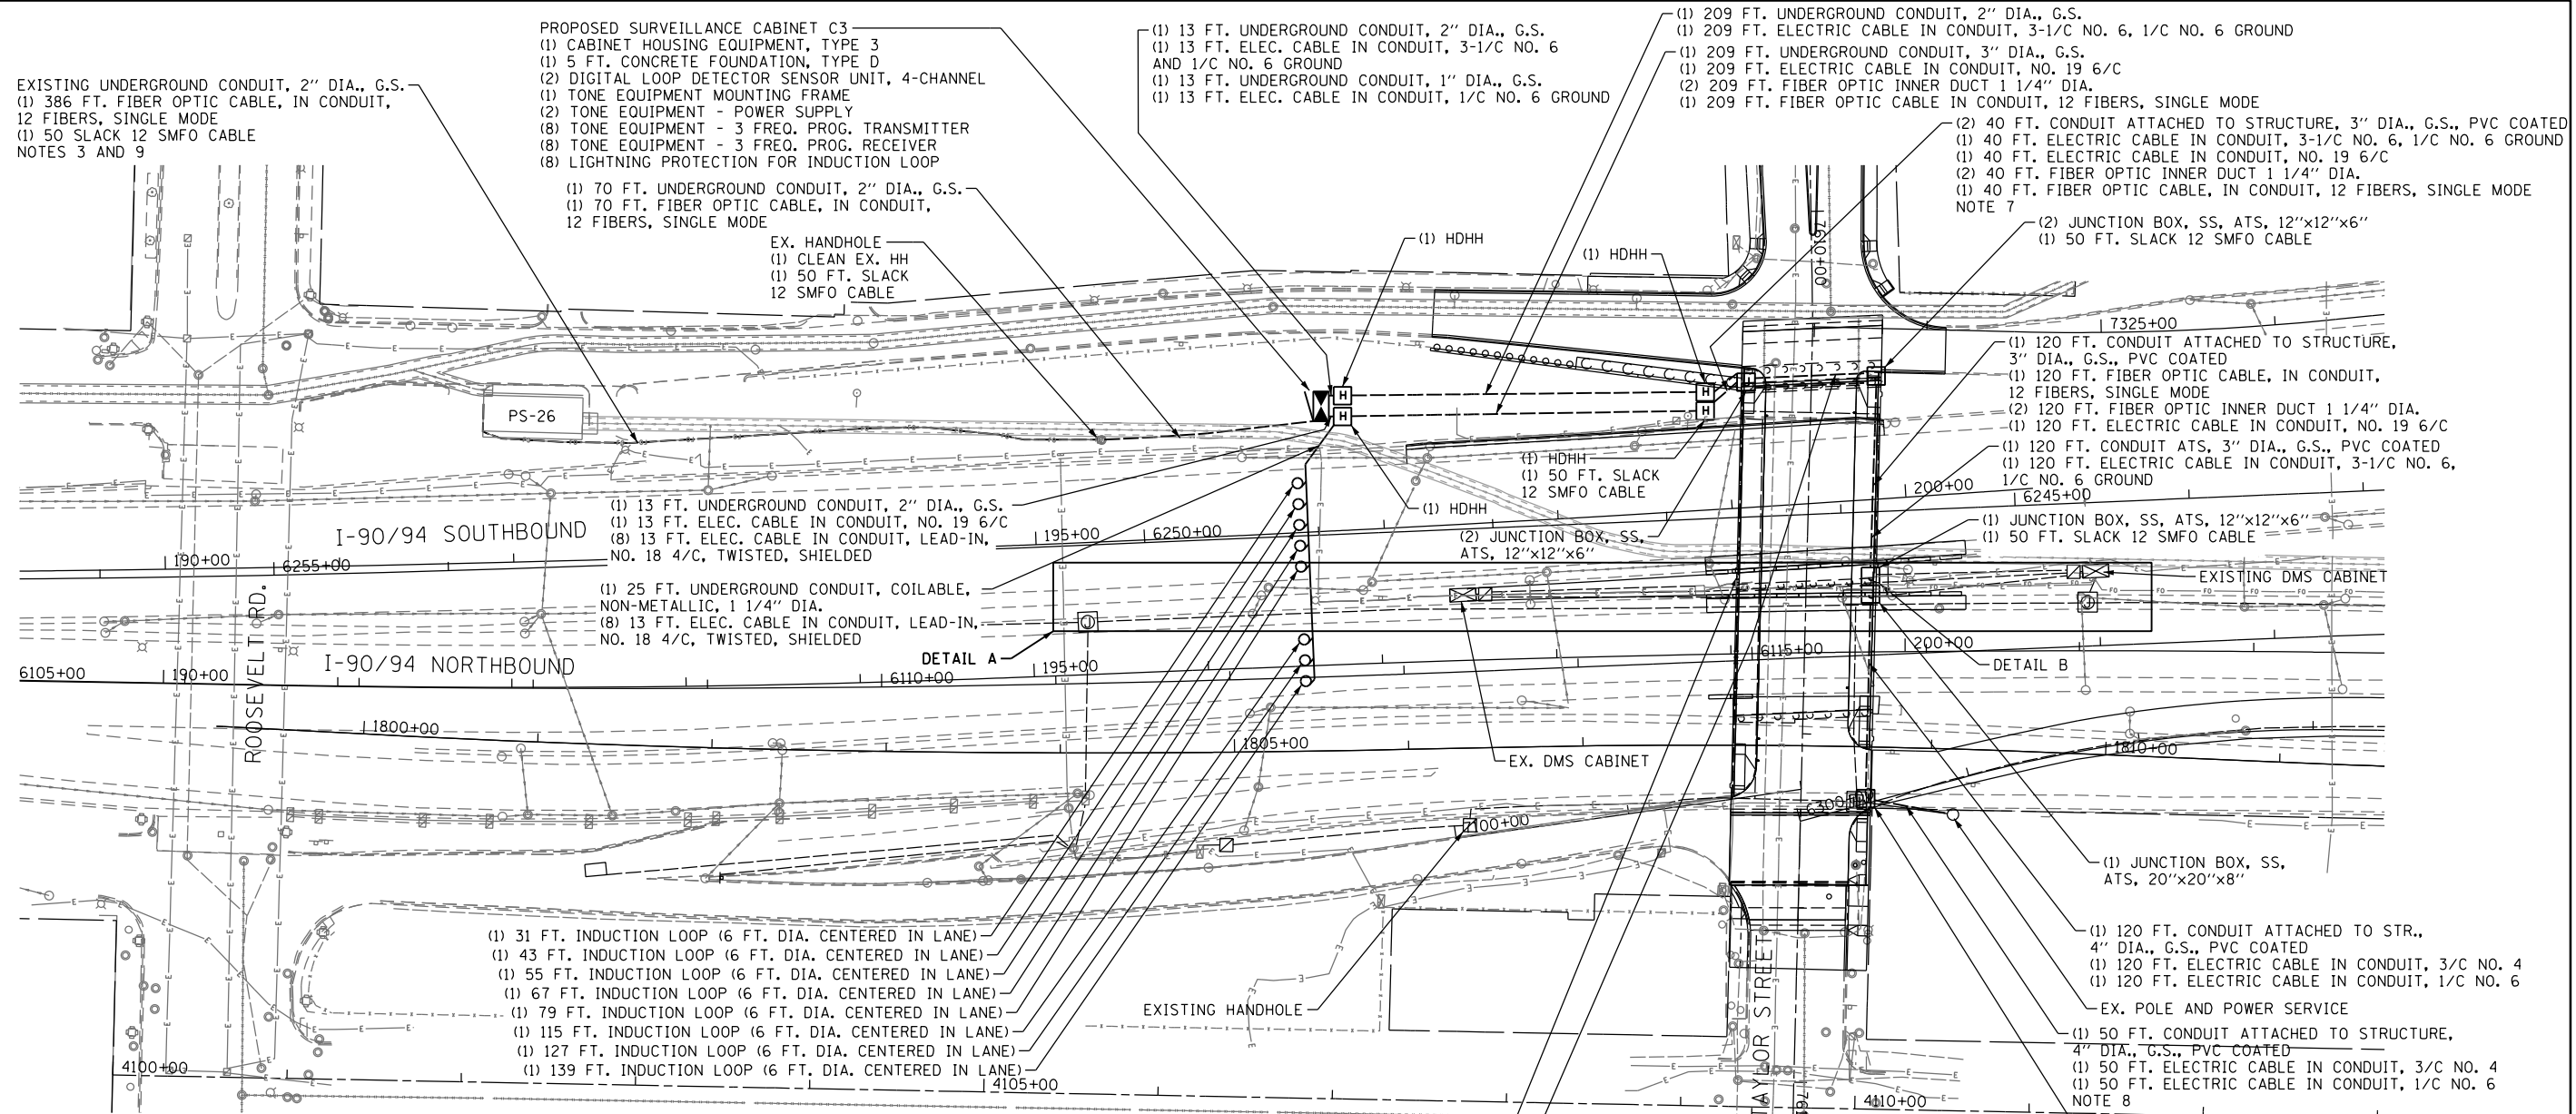 EXISTING UNDERGROUND CONDUIT, 2'' DIA., G.S.
(1) 386 FT. FIBER OPTIC CABLE, IN CONDUIT,
12 FIBERS, SINGLE MODE
(1) 50 SLACK 12 SMFO CABLE
NOTES 3 AND 9
PROPOSED SURVEILLANCE CABINET C3
(1) CABINET HOUSING EQUIPMENT, TYPE 3
(1) 5 FT. CONCRETE FOUNDATION, TYPE D
(2) DIGITAL LOOP DETECTOR SENSOR UNIT, 4-CHANNEL
(1) TONE EQUIPMENT MOUNTING FRAME
(2) TONE EQUIPMENT - POWER SUPPLY
(8) TONE EQUIPMENT - 3 FREQ. PROG. TRANSMITTER
(8) TONE EQUIPMENT - 3 FREQ. PROG. RECEIVER
(8) LIGHTNING PROTECTION FOR INDUCTION LOOP
(1) 70 FT. UNDERGROUND CONDUIT, 2'' DIA., G.S.
(1) 70 FT. FIBER OPTIC CABLE, IN CONDUIT,
12 FIBERS, SINGLE MODE
EX. HANDHOLE
(1) CLEAN EX. HH
(1) 50 FT. SLACK
12 SMFO CABLE
(1) 13 FT. UNDERGROUND CONDUIT, 2'' DIA., G.S.
(1) 13 FT. ELEC. CABLE IN CONDUIT, 3-1/C NO. 6
AND 1/C NO. 6 GROUND
(1) 13 FT. UNDERGROUND CONDUIT, 1'' DIA., G.S.
(1) 13 FT. ELEC. CABLE IN CONDUIT, 1/C NO. 6 GROUND
(1) 209 FT. UNDERGROUND CONDUIT, 2'' DIA., G.S.
(1) 209 FT. ELECTRIC CABLE IN CONDUIT, 3-1/C NO. 6, 1/C NO. 6 GROUND
(1) 209 FT. UNDERGROUND CONDUIT, 3'' DIA., G.S.
(1) 209 FT. ELECTRIC CABLE IN CONDUIT, NO. 19 6/C
(2) 209 FT. FIBER OPTIC INNER DUCT 1 1/4'' DIA.
(1) 209 FT. FIBER OPTIC CABLE IN CONDUIT, 12 FIBERS, SINGLE MODE
(2) 40 FT. CONDUIT ATTACHED TO STRUCTURE, 3'' DIA., G.S., PVC COATED
(1) 40 FT. ELECTRIC CABLE IN CONDUIT, 3-1/C NO. 6, 1/C NO. 6 GROUND
(1) 40 FT. ELECTRIC CABLE IN CONDUIT, NO. 19 6/C
(2) 40 FT. FIBER OPTIC INNER DUCT 1 1/4'' DIA.
(1) 40 FT. FIBER OPTIC CABLE, IN CONDUIT, 12 FIBERS, SINGLE MODE
NOTE 7
(2) JUNCTION BOX, SS, ATS, 12''x12''x6''
(1) 50 FT. SLACK 12 SMFO CABLE
(1) HDHH
(1) HDHH
7610+00
7325+00
(1) 120 FT. CONDUIT ATTACHED TO STRUCTURE,
3'' DIA., G.S., PVC COATED
(1) 120 FT. FIBER OPTIC CABLE, IN CONDUIT,
12 FIBERS, SINGLE MODE
(2) 120 FT. FIBER OPTIC INNER DUCT 1 1/4'' DIA.
(1) 120 FT. ELECTRIC CABLE IN CONDUIT, NO. 19 6/C
(1) 120 FT. CONDUIT ATS, 3'' DIA., G.S., PVC COATED
(1) 120 FT. ELECTRIC CABLE IN CONDUIT, 3-1/C NO. 6,
1/C NO. 6 GROUND
PS-26
H
H
H
H
(1) HDHH
(1) 50 FT. SLACK
12 SMFO CABLE
(1) HDHH
(2) JUNCTION BOX, SS,
ATS, 12''x12''x6''
200+00
6245+00
(1) JUNCTION BOX, SS, ATS, 12''x12''x6''
(1) 50 FT. SLACK 12 SMFO CABLE
EXISTING DMS CABINET
(1) 13 FT. UNDERGROUND CONDUIT, 2'' DIA., G.S.
(1) 13 FT. ELEC. CABLE IN CONDUIT, NO. 19 6/C
(8) 13 FT. ELEC. CABLE IN CONDUIT, LEAD-IN,
NO. 18 4/C, TWISTED, SHIELDED
I-90/94 SOUTHBOUND
195+00
6250+00
190+00
6255+00
(1) 25 FT. UNDERGROUND CONDUIT, COILABLE,
NON-METALLIC, 1 1/4'' DIA.
(8) 13 FT. ELEC. CABLE IN CONDUIT, LEAD-IN,
NO. 18 4/C, TWISTED, SHIELDED
DETAIL A
I-90/94 NORTHBOUND
ROOSEVELT RD.
6105+00
190+00
6110+00
195+00
6115+00
200+00
DETAIL B
1800+00
1805+00
1810+00
EX. DMS CABINET
6300
100+00
(1) JUNCTION BOX, SS,
ATS, 20''x20''x8''
(1) 31 FT. INDUCTION LOOP (6 FT. DIA. CENTERED IN LANE)
(1) 43 FT. INDUCTION LOOP (6 FT. DIA. CENTERED IN LANE)
(1) 55 FT. INDUCTION LOOP (6 FT. DIA. CENTERED IN LANE)
(1) 67 FT. INDUCTION LOOP (6 FT. DIA. CENTERED IN LANE)
(1) 79 FT. INDUCTION LOOP (6 FT. DIA. CENTERED IN LANE)
(1) 115 FT. INDUCTION LOOP (6 FT. DIA. CENTERED IN LANE)
(1) 127 FT. INDUCTION LOOP (6 FT. DIA. CENTERED IN LANE)
(1) 139 FT. INDUCTION LOOP (6 FT. DIA. CENTERED IN LANE)
EXISTING HANDHOLE
TAYLOR STREET
(1) 120 FT. CONDUIT ATTACHED TO STR.,
4'' DIA., G.S., PVC COATED
(1) 120 FT. ELECTRIC CABLE IN CONDUIT, 3/C NO. 4
(1) 120 FT. ELECTRIC CABLE IN CONDUIT, 1/C NO. 6
EX. POLE AND POWER SERVICE
(1) 50 FT. CONDUIT ATTACHED TO STRUCTURE,
4'' DIA., G.S., PVC COATED
(1) 50 FT. ELECTRIC CABLE IN CONDUIT, 3/C NO. 4
(1) 50 FT. ELECTRIC CABLE IN CONDUIT, 1/C NO. 6
NOTE 8
4100+00
4105+00
4110+00